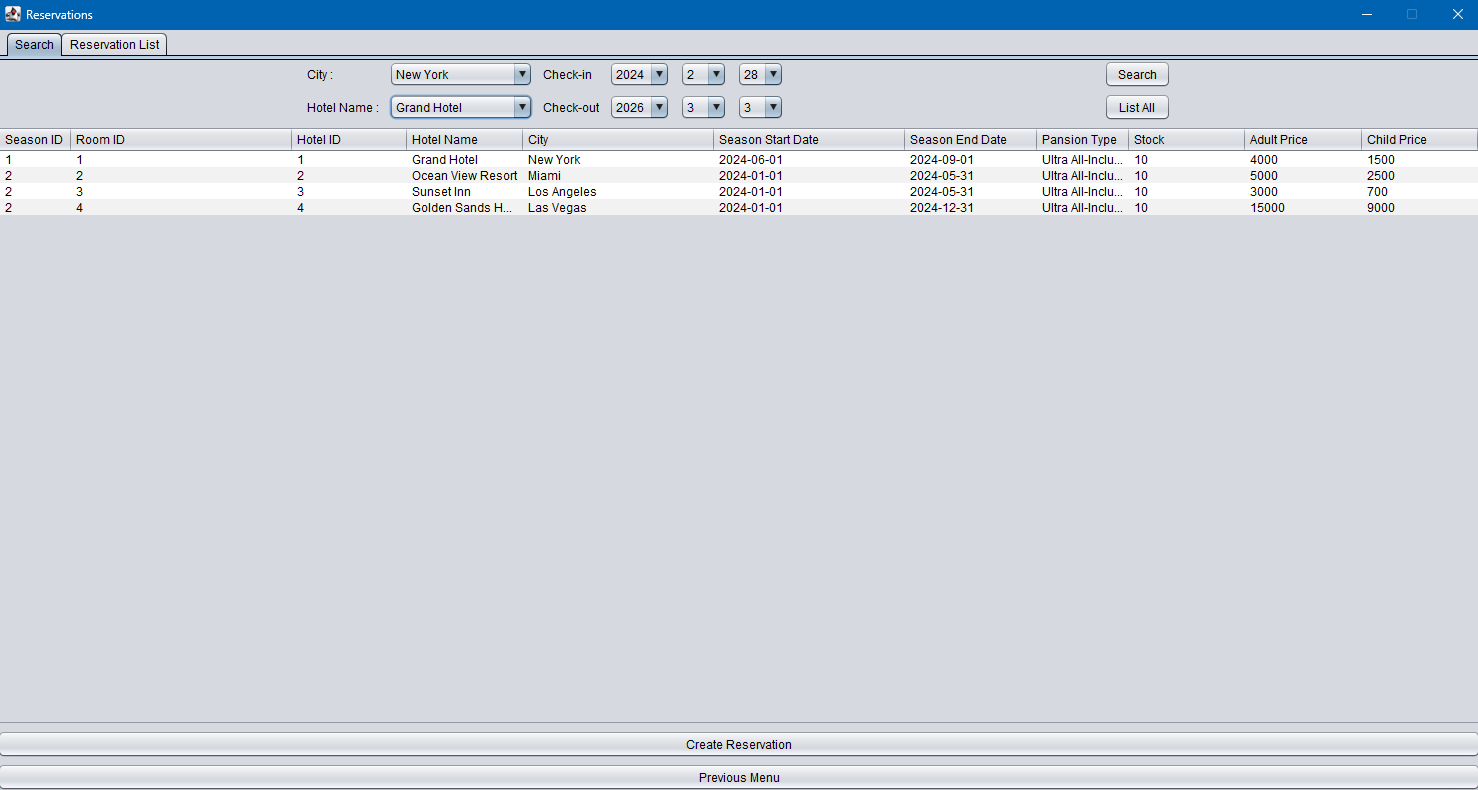 Reservations
Search Reservation List
City : New York Check-in 2024 2 28 Search
Hotel Name : Grand Hotel Check-out 2026 3 3 List All
Season ID Room ID Hotel ID Hotel Name City Season Start Date Season End Date Pansion Type Stock Adult Price Child Price
1 1 1 Grand Hotel New York 2024-06-01 2024-09-01 Ultra All-Inclu... 10 4000 1500
2 2 2 Ocean View Resort Miami 2024-01-01 2024-05-31 Ultra All-Inclu... 10 5000 2500
2 3 3 Sunset Inn Los Angeles 2024-01-01 2024-05-31 Ultra All-Inclu... 10 3000 700
2 4 4 Golden Sands H... Las Vegas 2024-01-01 2024-12-31 Ultra All-Inclu... 10 15000 9000
Create Reservation
Previous Menu